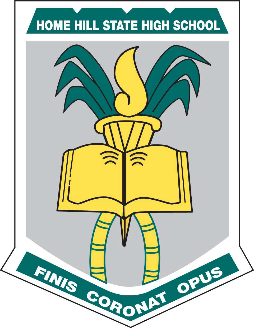 HOME HILL STATE HIGH SCHOOL
FINIS CORONAT OPUS